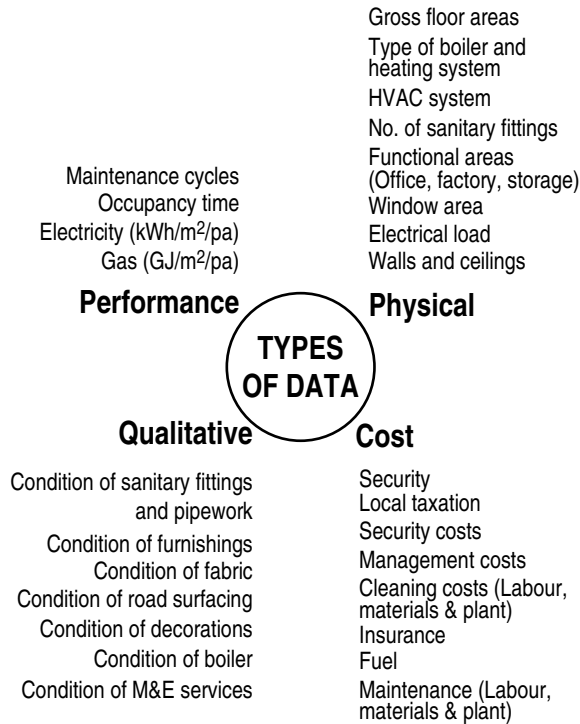 Gross floor areas
Type of boiler and
heating system
HVAC system
No. of sanitary fittings
Functional areas
(Office, factory, storage)
Window area
Electrical load
Walls and ceilings
Maintenance cycles
Occupancy time
Electricity (kWh/m²/pa)
Gas (GJ/m²/pa)
Performance
Physical
TYPES
OF DATA
Qualitative
Cost
Condition of sanitary fittings
and pipework
Condition of furnishings
Condition of fabric
Condition of road surfacing
Condition of decorations
Condition of boiler
Condition of M&E services
Security
Local taxation
Security costs
Management costs
Cleaning costs (Labour,
materials & plant)
Insurance
Fuel
Maintenance (Labour,
materials & plant)